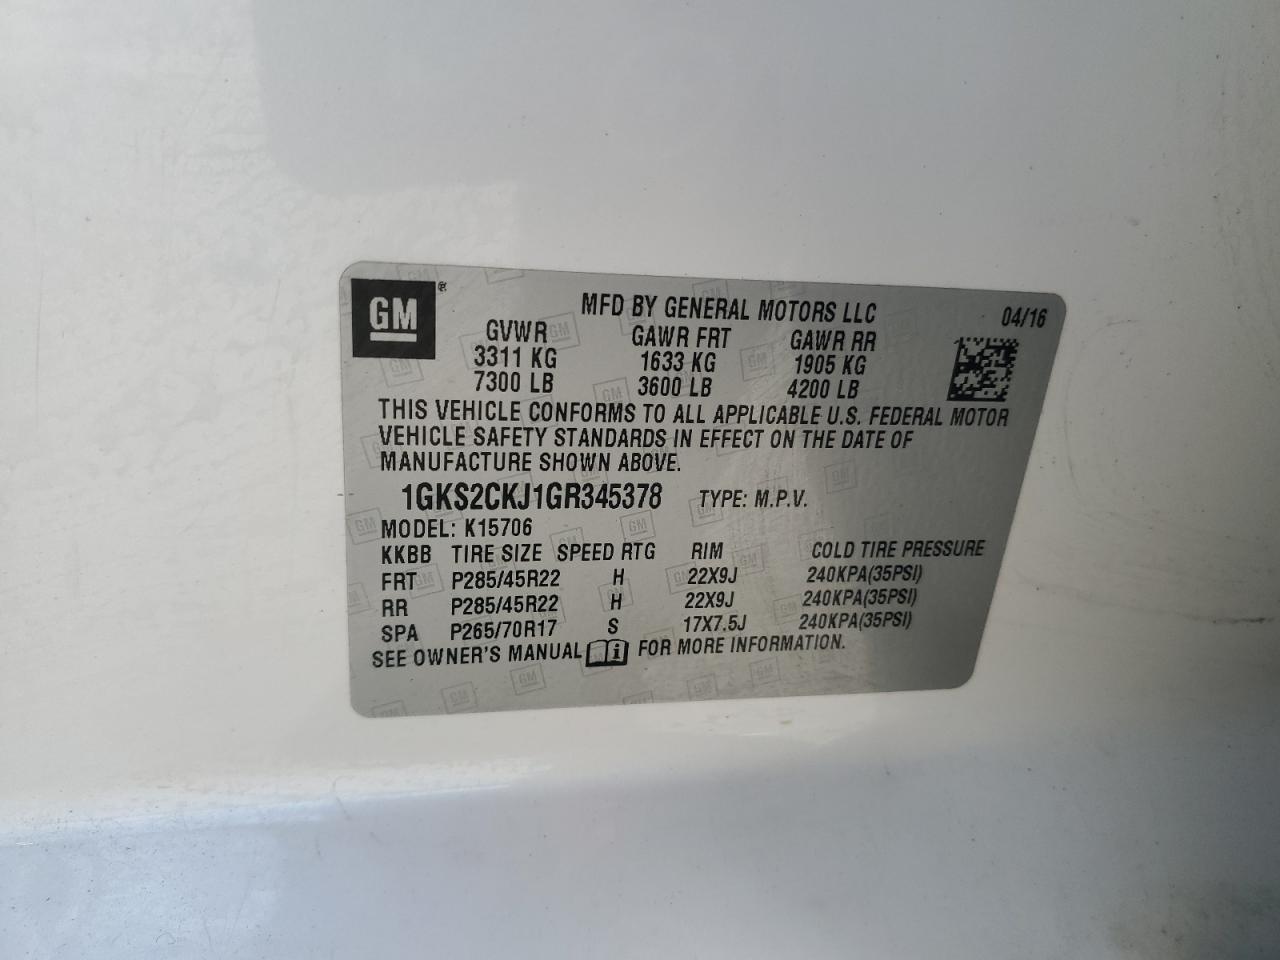 GM ®
MFD BY GENERAL MOTORS LLC 04/16
GVWR GAWR FRT GAWR RR
3311 KG 1633 KG 1905 KG
7300 LB 3600 LB 4200 LB
THIS VEHICLE CONFORMS TO ALL APPLICABLE U.S. FEDERAL MOTOR
VEHICLE SAFETY STANDARDS IN EFFECT ON THE DATE OF
MANUFACTURE SHOWN ABOVE.
1GKS2CKJ1GR345378 TYPE: M.P.V.
MODEL: K15706
KKBB TIRE SIZE SPEED RTG RIM COLD TIRE PRESSURE
FRT P285/45R22 H 22X9J 240KPA(35PSI)
RR P285/45R22 H 22X9J 240KPA(35PSI)
SPA P265/70R17 S 17X7.5J 240KPA(35PSI)
SEE OWNER'S MANUAL i FOR MORE INFORMATION.